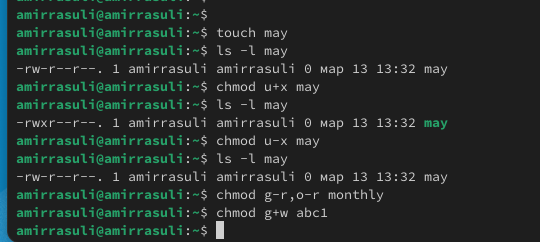 amirrasuli@amirrasuli:~$
amirrasuli@amirrasuli:~$ touch may
amirrasuli@amirrasuli:~$ ls -l may
-rw-r--r--. 1 amirrasuli amirrasuli 0 мар 13 13:32 may
amirrasuli@amirrasuli:~$ chmod u+x may
amirrasuli@amirrasuli:~$ ls -l may
-rwxr--r--. 1 amirrasuli amirrasuli 0 мар 13 13:32 may
amirrasuli@amirrasuli:~$ chmod u-x may
amirrasuli@amirrasuli:~$ ls -l may
-rw-r--r--. 1 amirrasuli amirrasuli 0 мар 13 13:32 may
amirrasuli@amirrasuli:~$ chmod g-r,o-r monthly
amirrasuli@amirrasuli:~$ chmod g+w abc1
amirrasuli@amirrasuli:~$